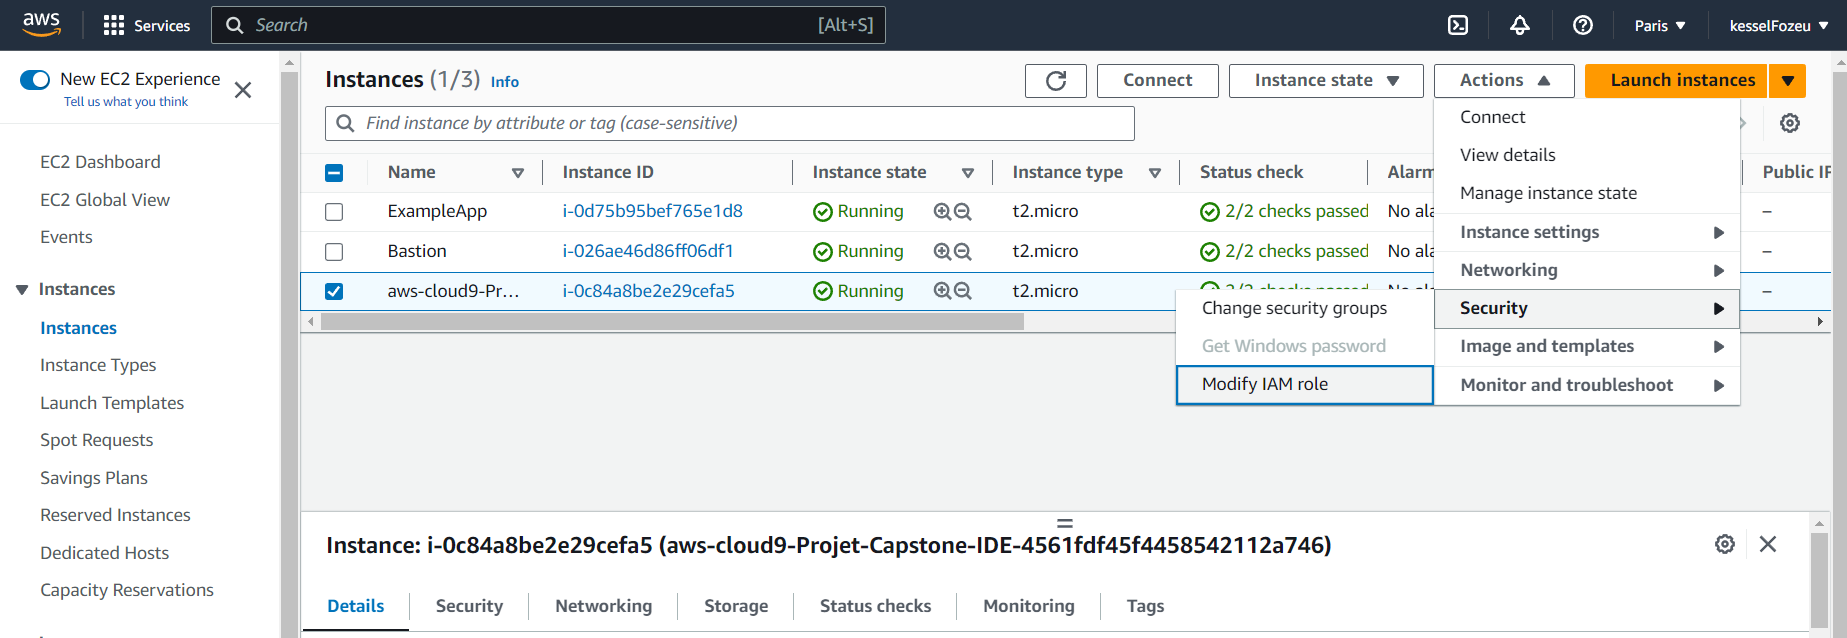 aws Services Search [Alt+S] Paris kesselFozeu
New EC2 Experience
Tell us what you think
EC2 Dashboard
EC2 Global View
Events
Instances
Instances
Instance Types
Launch Templates
Spot Requests
Savings Plans
Reserved Instances
Dedicated Hosts
Capacity Reservations
Instances (1/3) Info Connect Instance state Actions Launch instances
Find instance by attribute or tag (case-sensitive)
Name Instance ID Instance state Instance type Status check Alarm Public IP
ExampleApp i-0d75b95bef765e1d8 Running t2.micro 2/2 checks passed No ala –
Bastion i-026ae46d86ff06df1 Running t2.micro 2/2 checks passed No ala –
aws-cloud9-Pr... i-0c84a8be2e29cefa5 Running t2.micro –
Connect
View details
Manage instance state
Instance settings
Networking
Security
Image and templates
Monitor and troubleshoot
Change security groups
Get Windows password
Modify IAM role
Instance: i-0c84a8be2e29cefa5 (aws-cloud9-Projet-Capstone-IDE-4561fdf45f4458542112a746)
Details Security Networking Storage Status checks Monitoring Tags